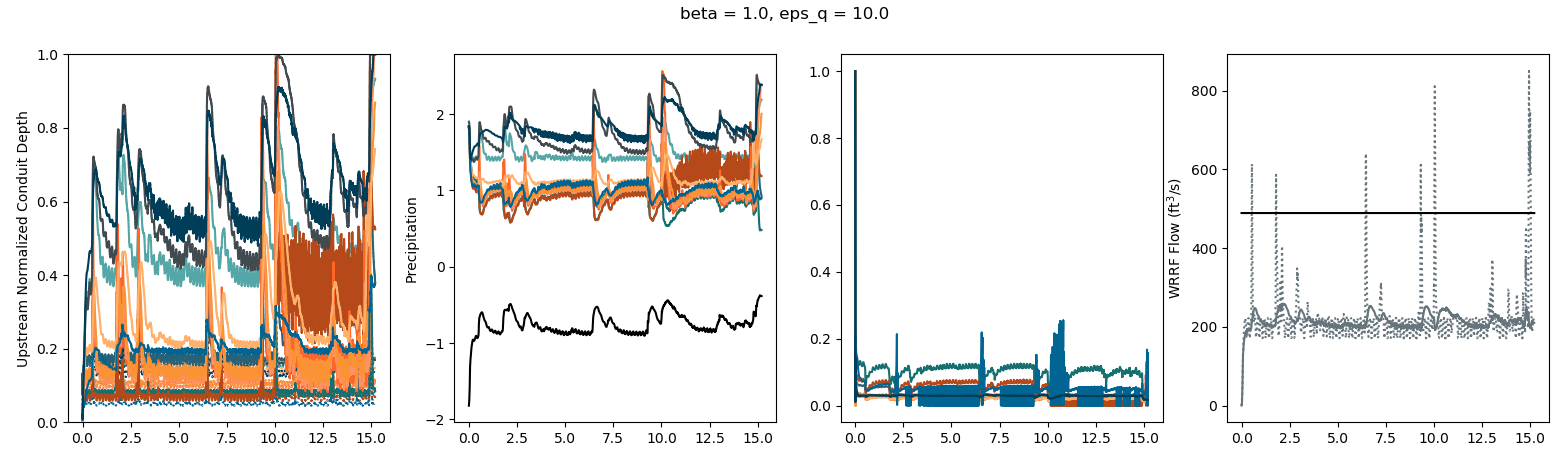 beta = 1.0, eps_q = 10.0
Upstream Normalized Conduit Depth
1.0
0.8
0.6
0.4
0.2
0.0
0.0 2.5 5.0 7.5 10.0 12.5 15.0
Precipitation
2
1
0
−1
−2
0.0 2.5 5.0 7.5 10.0 12.5 15.0
1.0
0.8
0.6
0.4
0.2
0.0
0.0 2.5 5.0 7.5 10.0 12.5 15.0
WRRF Flow (ft³/s)
800
600
400
200
0
0.0 2.5 5.0 7.5 10.0 12.5 15.0